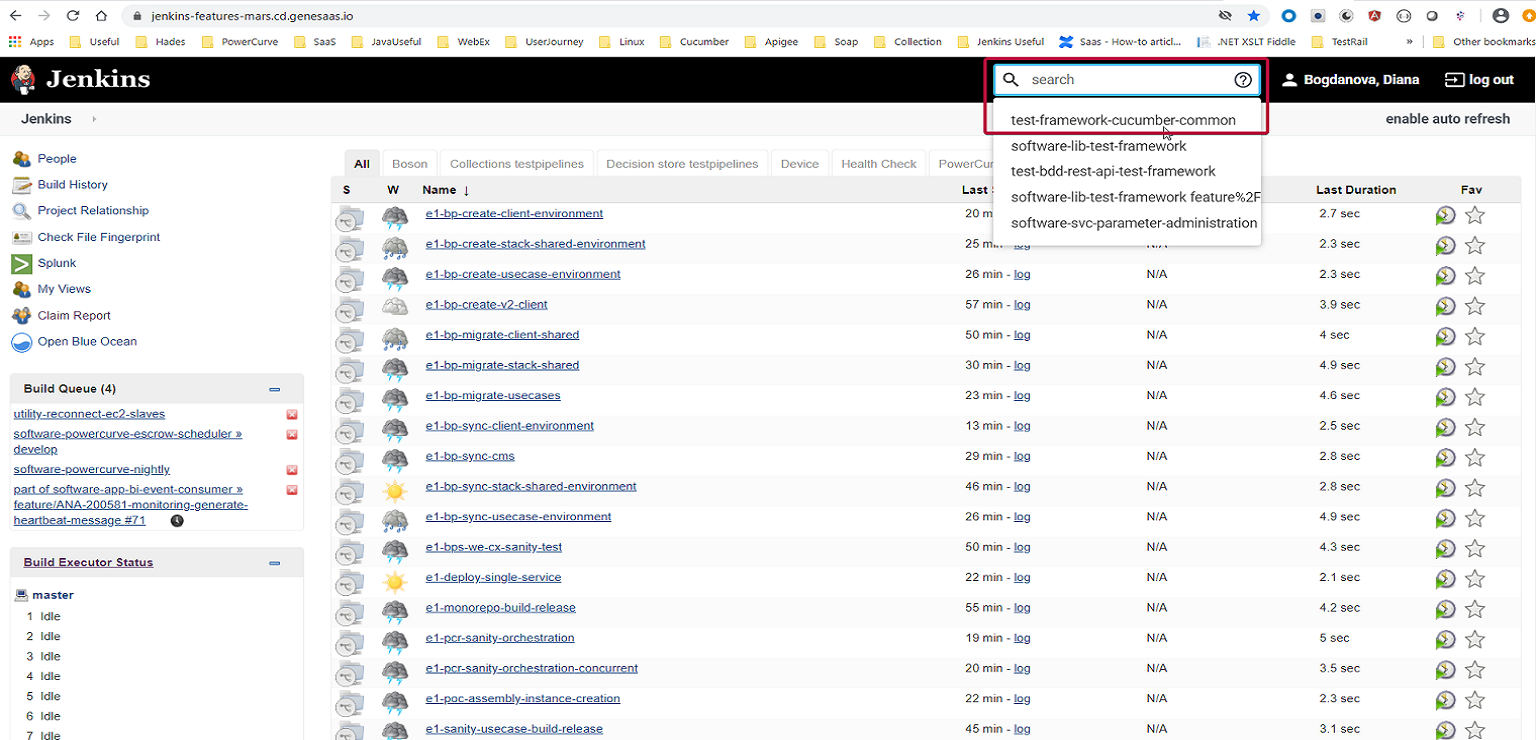 jenkins-features-mars.cd.genesaas.io
Apps Useful Hades PowerCurve SaaS JavaUseful WebEx UserJourney Linux Cucumber Apigee Soap Collection Jenkins Useful Saas - How-to articl... .NET XSLT Fiddle TestRail » Other bookmarks
Jenkins
search
Bogdanova, Diana
log out
Jenkins
enable auto refresh
test-framework-cucumber-common
software-lib-test-framework
test-bdd-rest-api-test-framework
software-lib-test-framework feature%2F
software-svc-parameter-administration
People
Build History
Project Relationship
Check File Fingerprint
Splunk
My Views
Claim Report
Open Blue Ocean
Build Queue (4)
utility-reconnect-ec2-slaves
software-powercurve-escrow-scheduler »
develop
software-powercurve-nightly
part of software-app-bi-event-consumer »
feature/ANA-200581-monitoring-generate-
heartbeat-message #71
Build Executor Status
master
1 Idle
2 Idle
3 Idle
4 Idle
5 Idle
6 Idle
7 Idle
All Boson Collections testpipelines Decision store testpipelines Device Health Check PowerCur
S W Name ↓ Last Last Duration Fav
e1-bp-create-client-environment 20 m 2.7 sec
e1-bp-create-stack-shared-environment 25 min - log N/A 2.3 sec
e1-bp-create-usecase-environment 26 min - log N/A 2.3 sec
e1-bp-create-v2-client 57 min - log N/A 3.9 sec
e1-bp-migrate-client-shared 50 min - log N/A 4 sec
e1-bp-migrate-stack-shared 30 min - log N/A 4.9 sec
e1-bp-migrate-usecases 23 min - log N/A 4.6 sec
e1-bp-sync-client-environment 13 min - log N/A 2.5 sec
e1-bp-sync-cms 29 min - log N/A 2.8 sec
e1-bp-sync-stack-shared-environment 46 min - log N/A 2.8 sec
e1-bp-sync-usecase-environment 26 min - log N/A 4.9 sec
e1-bps-we-cx-sanity-test 50 min - log N/A 4.3 sec
e1-deploy-single-service 22 min - log N/A 2.1 sec
e1-monorepo-build-release 55 min - log N/A 4.2 sec
e1-pcr-sanity-orchestration 19 min - log N/A 5 sec
e1-pcr-sanity-orchestration-concurrent 20 min - log N/A 3.5 sec
e1-poc-assembly-instance-creation 22 min - log N/A 2.3 sec
e1-sanity-usecase-build-release 45 min - log N/A 3.1 sec